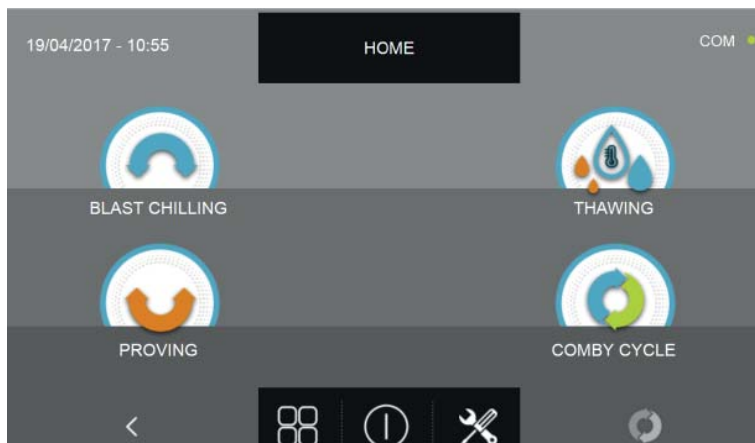 19/04/2017 - 10:55
HOME
COM
BLAST CHILLING
THAWING
PROVING
COMBY CYCLE